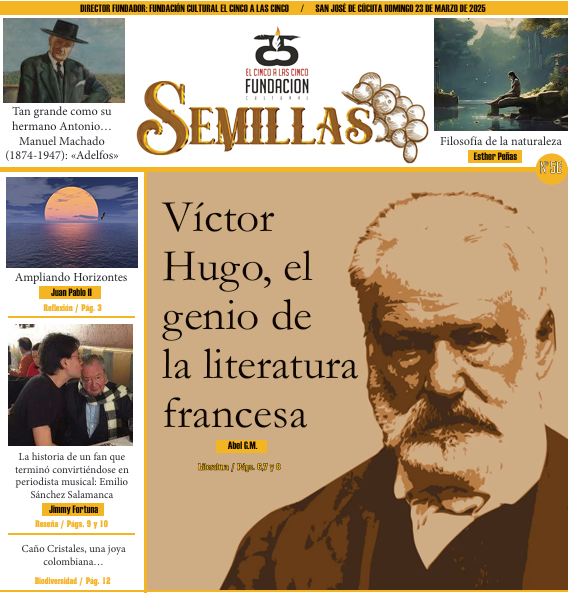 DIRECTOR FUNDADOR: FUNDACIÓN CULTURAL EL CINCO A LAS CINCO / SAN JOSÉ DE CÚCUTA DOMINGO 23 DE MARZO DE 2025
EL CINCO A LAS CINCO
FUNDACIÓN
CULTURAL
SEMILLAS
Tan grande como su
hermano Antonio…
Manuel Machado
(1874-1947): «Adelfos»
Filosofía de la naturaleza
Esther Peñas
Ampliando Horizontes
Juan Pablo II
Reflexión / Pág. 3
La historia de un fan que
terminó convirtiéndose en
periodista musical: Emilio
Sánchez Salamanca
Jimmy Fortuna
Reseña / Págs. 9 y 10
Caño Cristales, una joya
colombiana…
Biodiversidad / Pág. 12
Víctor
Hugo, el
genio de
la literatura
francesa
Abel G.M.
Literatura / Págs. 6,7 y 8